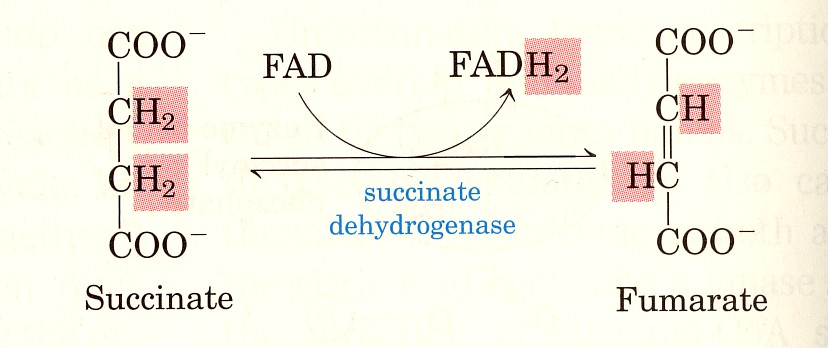 COO⁻
CH₂
CH₂
COO⁻
Succinate
FAD
FADH₂
succinate
dehydrogenase
COO⁻
CH
HC
COO⁻
Fumarate